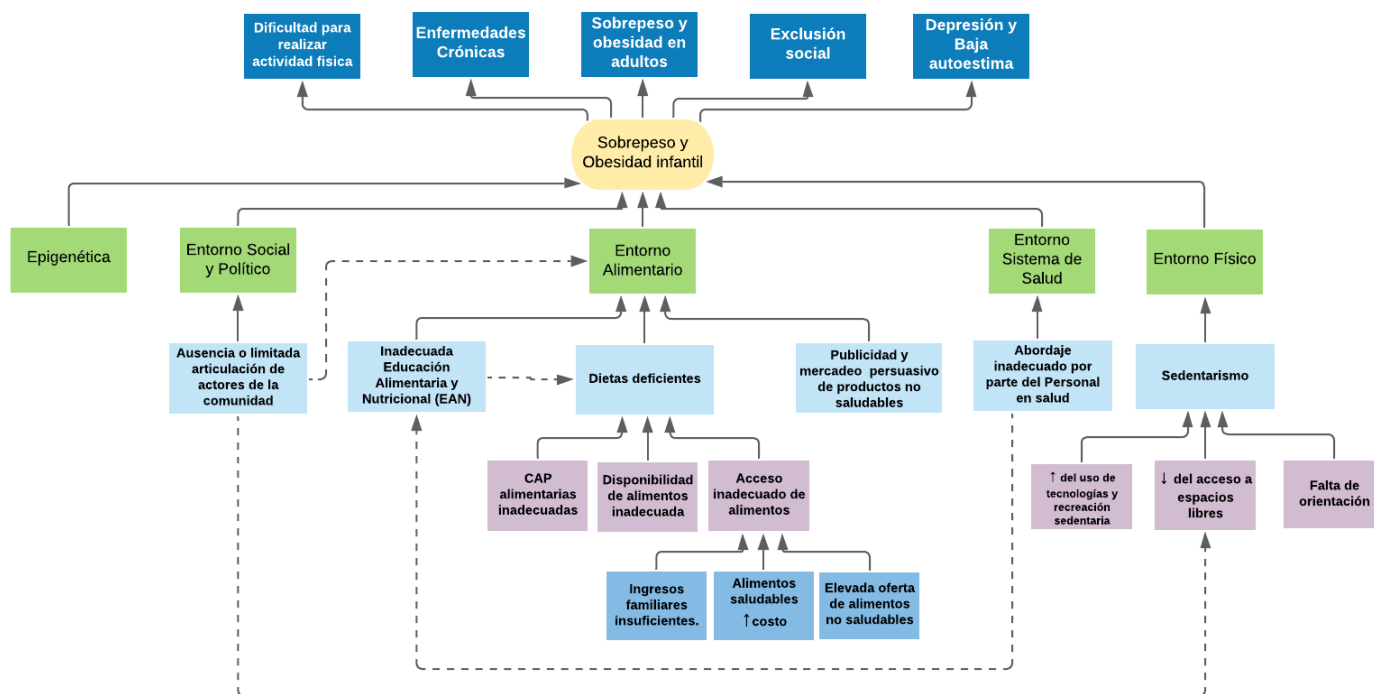 Dificultad para
realizar
actividad fisica
Enfermedades
Crónicas
Sobrepeso y
obesidad en
adultos
Exclusión
social
Depresión y
Baja
autoestima
Sobrepeso y
Obesidad infantil
Epigenética
Entorno Social
y Político
Entorno
Alimentario
Entorno
Sistema de
Salud
Entorno Físico
Ausencia o limitada
articulación de
actores de la
comunidad
Inadecuada
Educación
Alimentaria y
Nutricional (EAN)
Dietas deficientes
Publicidad y
mercadeo persuasivo
de productos no
saludables
Abordaje
inadecuado por
parte del Personal
en salud
Sedentarismo
CAP
alimentarias
inadecuadas
Disponibilidad
de alimentos
inadecuada
Acceso
inadecuado de
alimentos
↑ del uso de
tecnologías y
recreación
sedentaria
↓ del acceso a
espacios
libres
Falta de
orientación
Ingresos
familiares
insuficientes.
Alimentos
saludables
↑ costo
Elevada oferta
de alimentos
no saludables